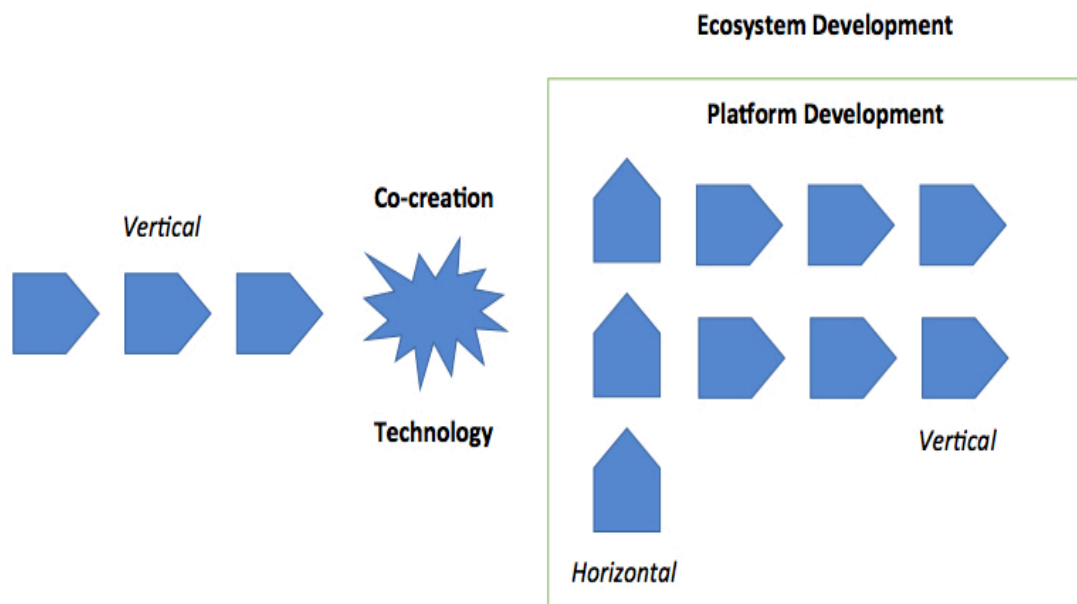 Ecosystem Development
Platform Development
Co-creation
Vertical
Technology
Vertical
Horizontal